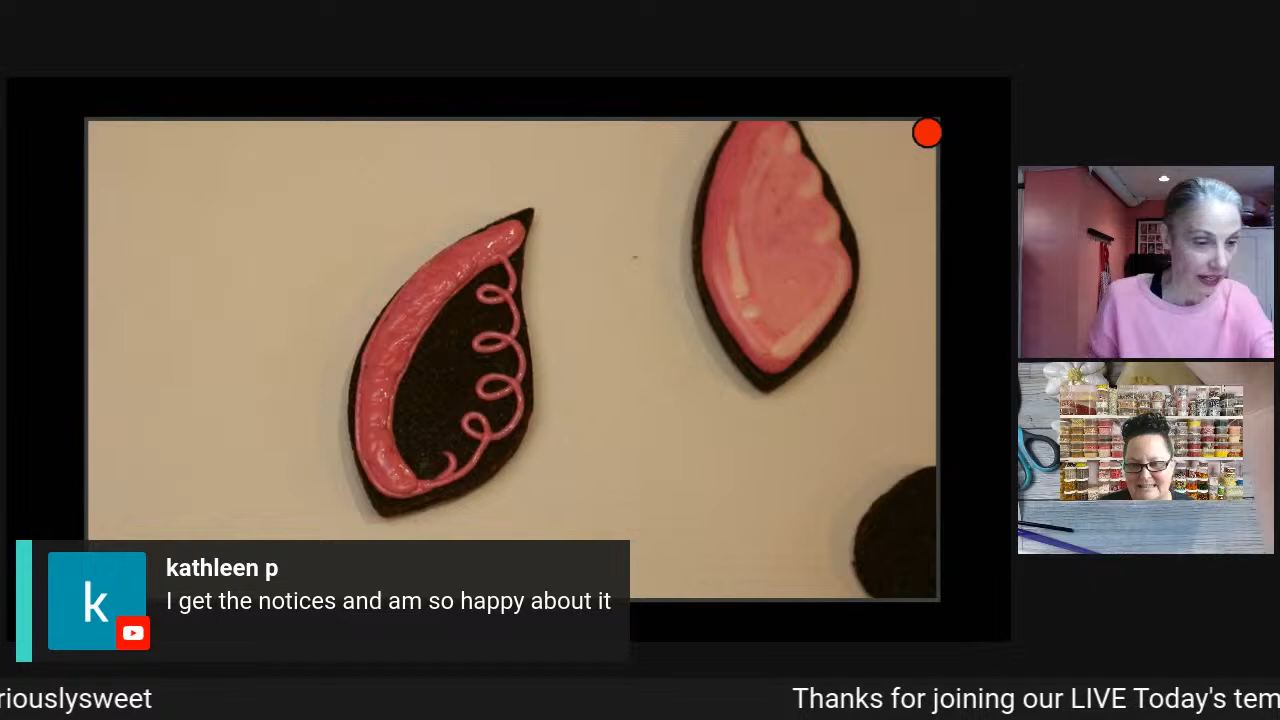 kathleen p
k
I get the notices and am so happy about it
riouslysweet
Thanks for joining our LIVE Today's tem